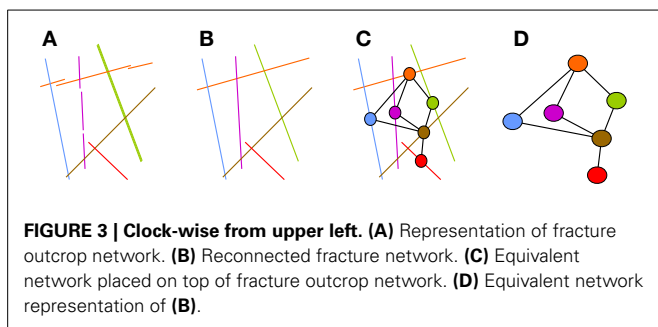 A B C D
FIGURE 3 | Clock-wise from upper left. (A) Representation of fracture
outcrop network. (B) Reconnected fracture network. (C) Equivalent
network placed on top of fracture outcrop network. (D) Equivalent network
representation of (B).